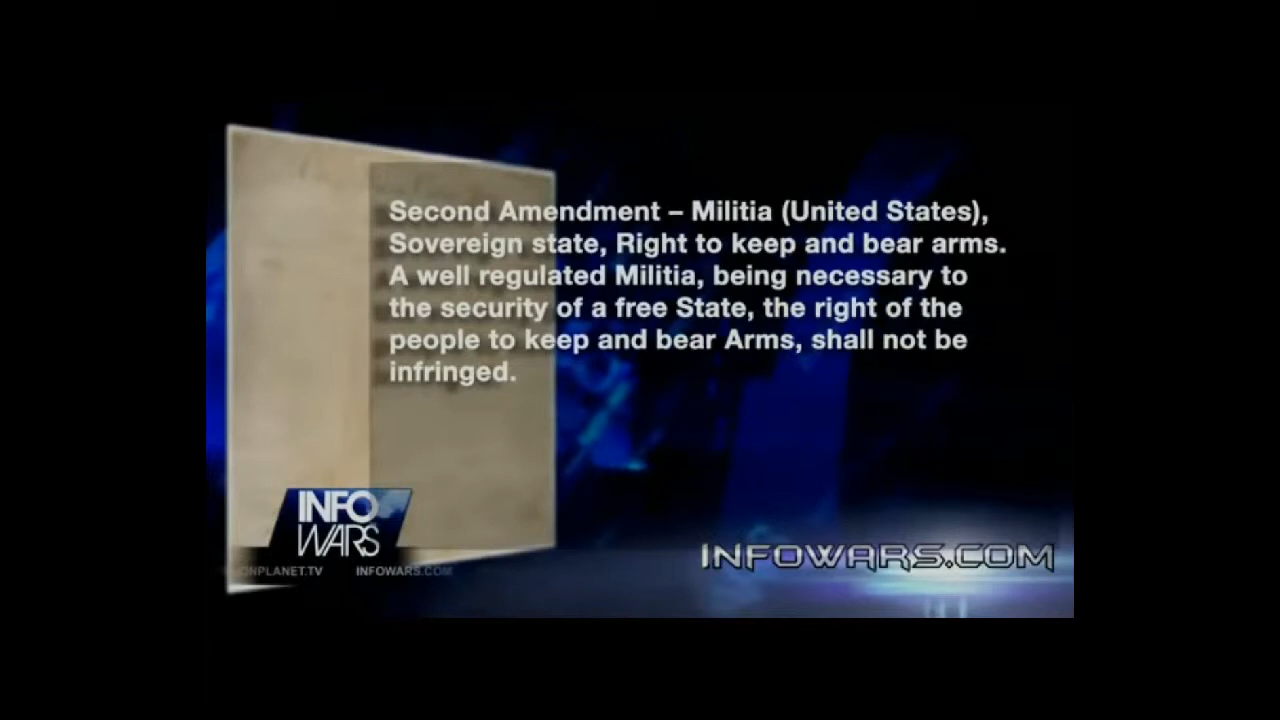 Second Amendment – Militia (United States),
Sovereign state, Right to keep and bear arms.
A well regulated Militia, being necessary to
the security of a free State, the right of the
people to keep and bear Arms, shall not be
infringed.
INFO
WARS
INFOWARS.COM
ONPLANET.TV INFOWARS.COM